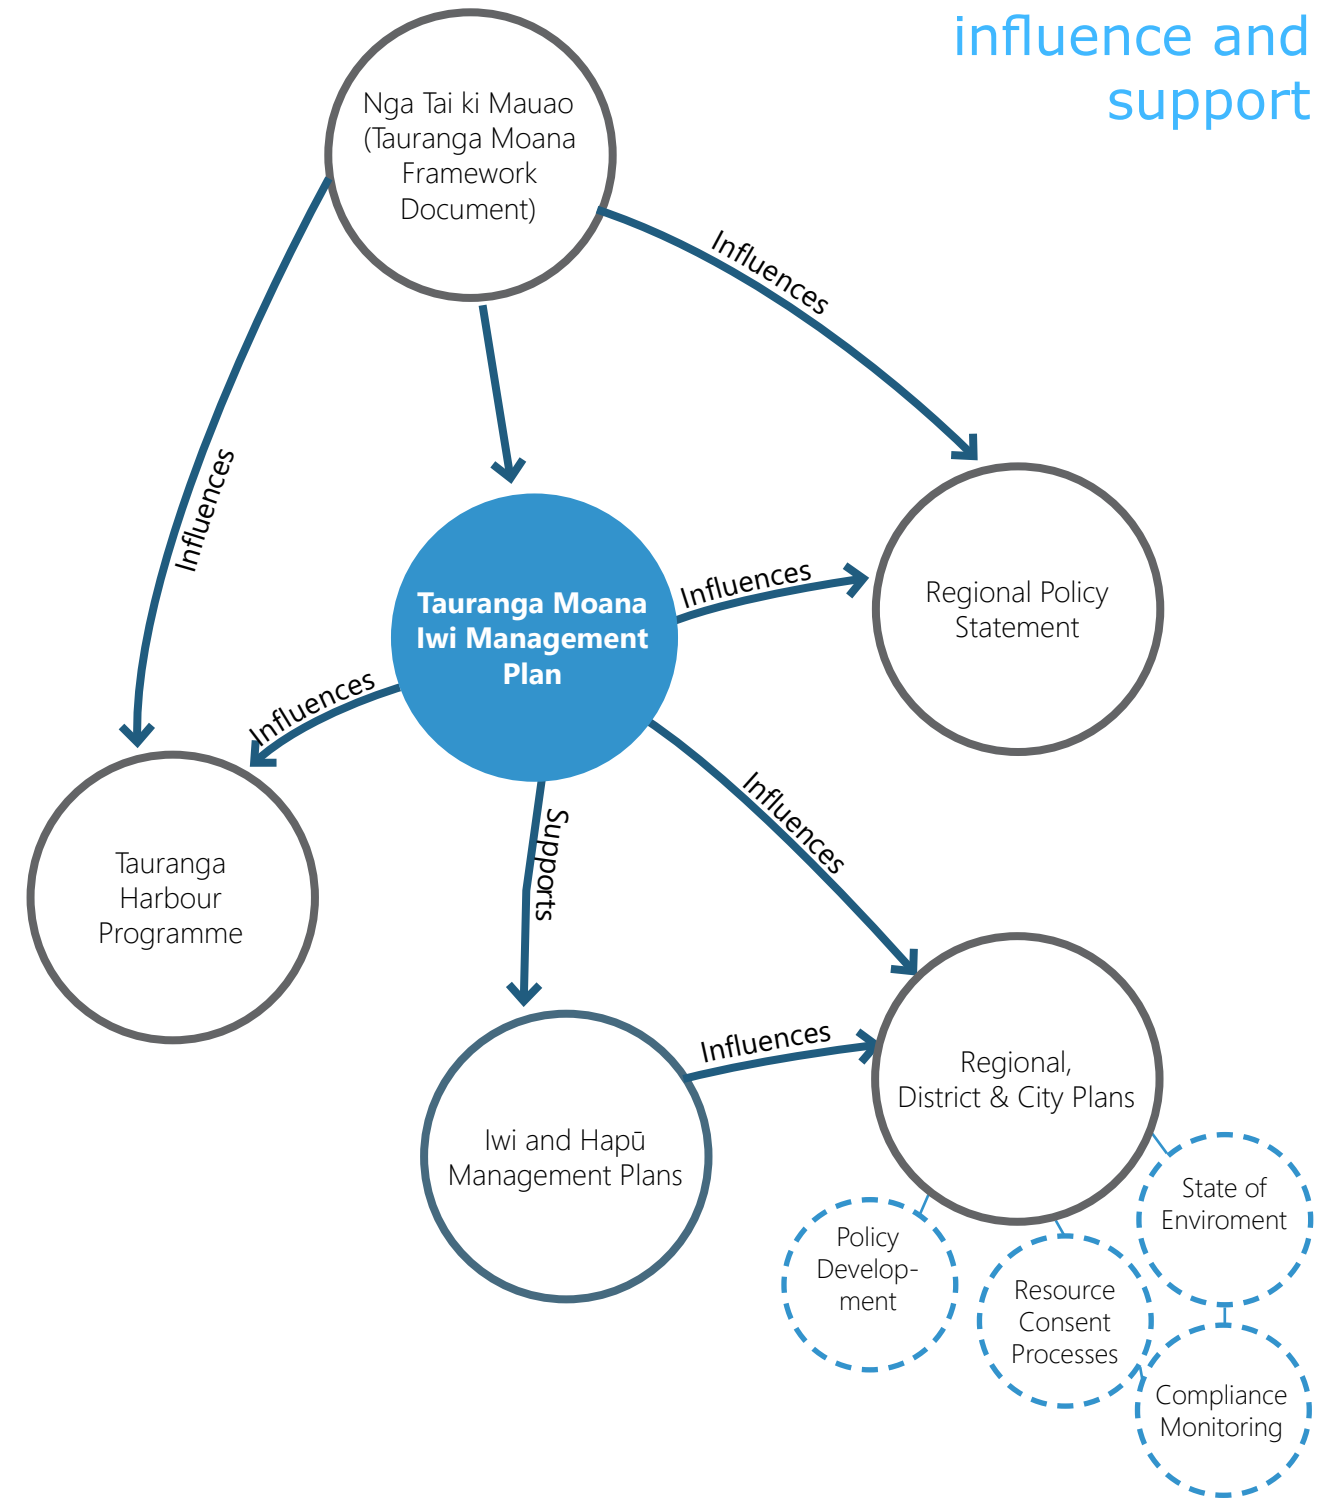 influence and
support
Nga Tai ki Mauao
(Tauranga Moana
Framework
Document)
Influences
Influences
Tauranga Moana
Iwi Management
Plan
Influences
Regional Policy
Statement
Influences
Influences
Supports
Tauranga
Harbour
Programme
Influences
Regional,
District & City Plans
Iwi and Hapū
Management Plans
State of
Enviroment
Policy
Develop-
ment
Resource
Consent
Processes
Compliance
Monitoring